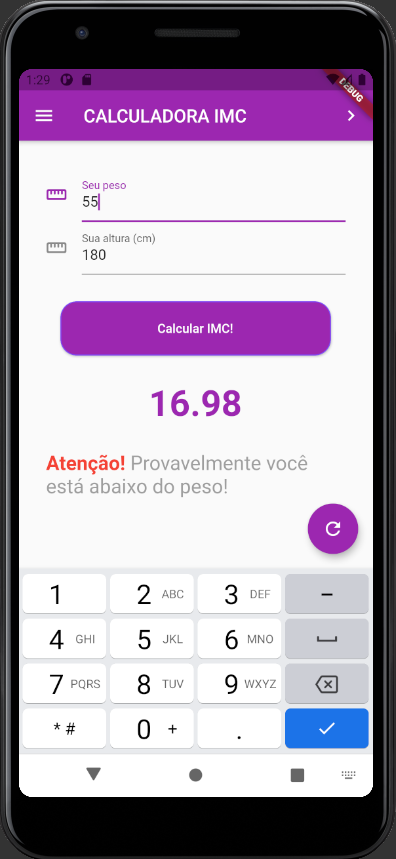 1:29
DEBUG
CALCULADORA IMC
Seu peso
55
Sua altura (cm)
180
Calcular IMC!
16.98
Atenção! Provavelmente você
está abaixo do peso!
1 2 ABC 3 DEF –
4 GHI 5 JKL 6 MNO
7 PQRS 8 TUV 9 WXYZ
* # 0 + .